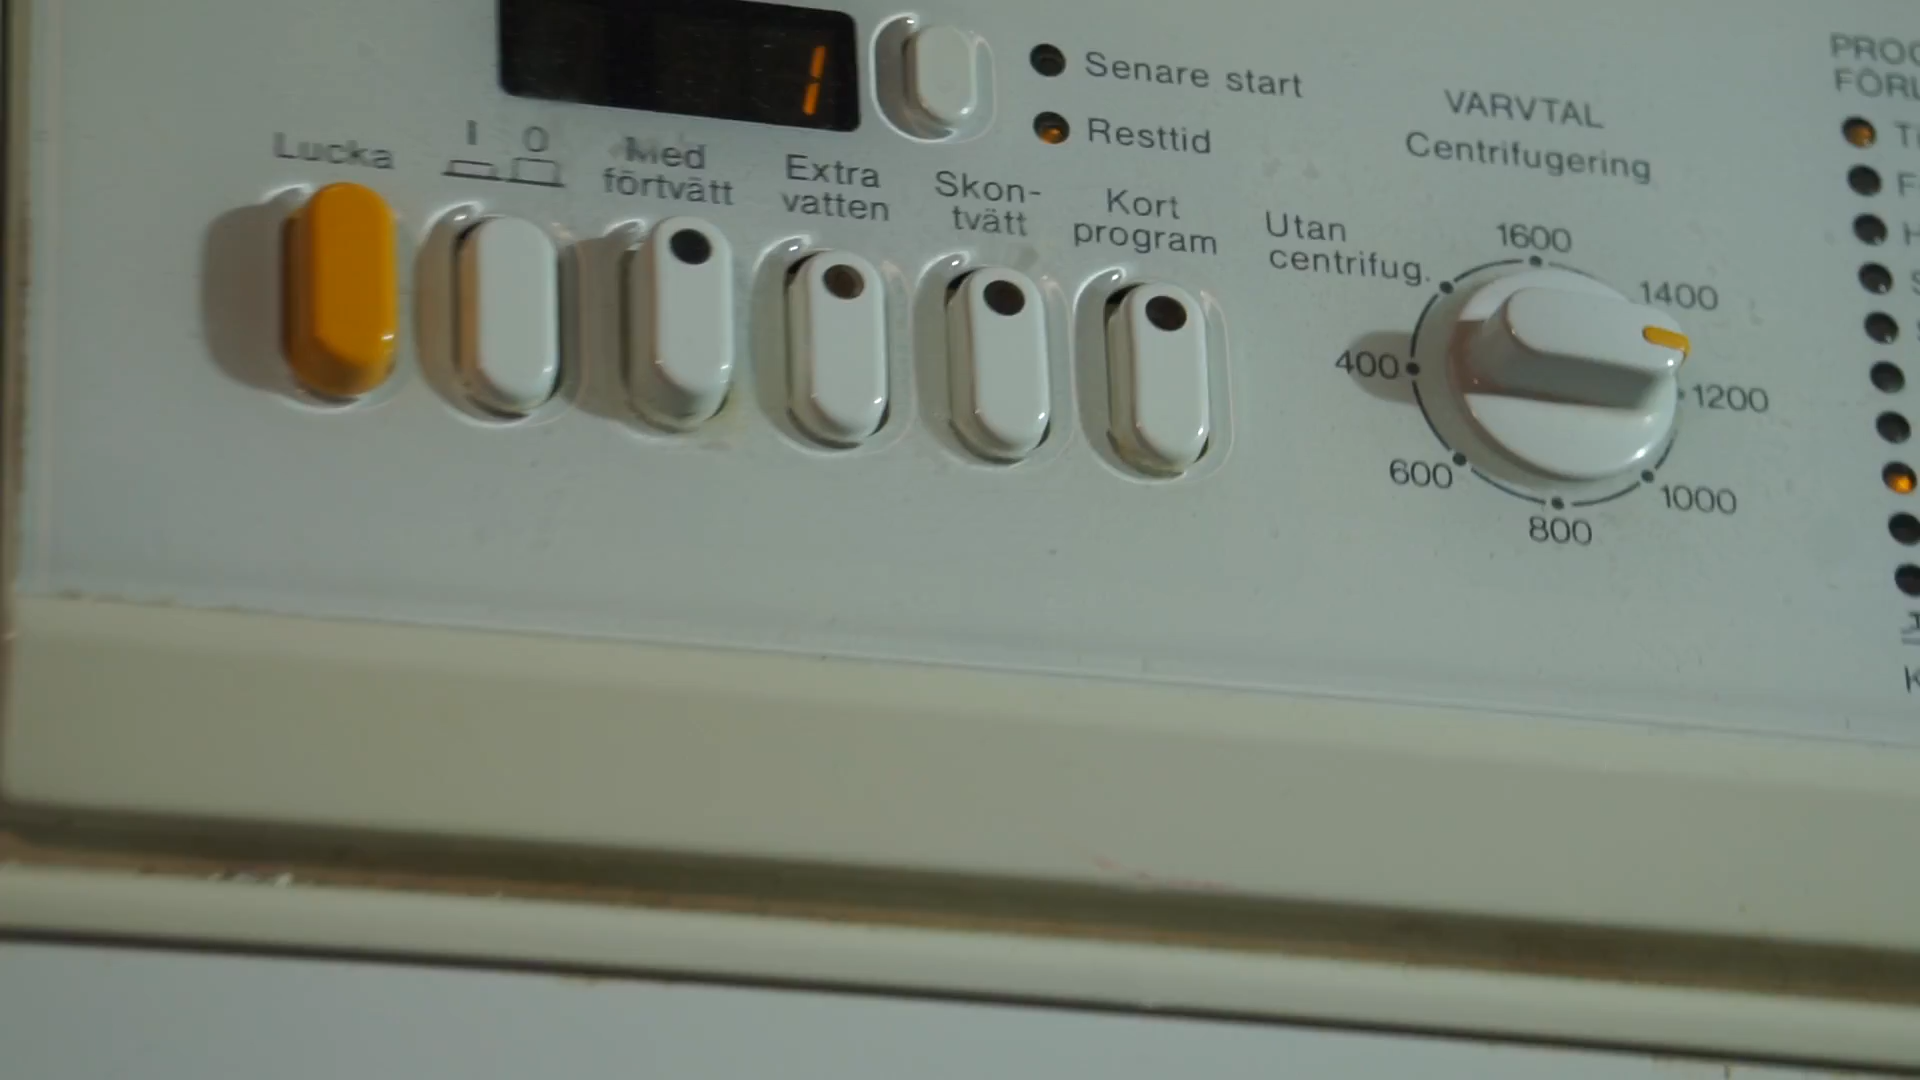 1
Senare start
Resttid
Lucka
I O
Med
förtvätt
Extra
vatten
Skon-
tvätt
Kort
program
VARVTAL
Centrifugering
Utan
centrifug.
1600
1400
1200
1000
800
600
400